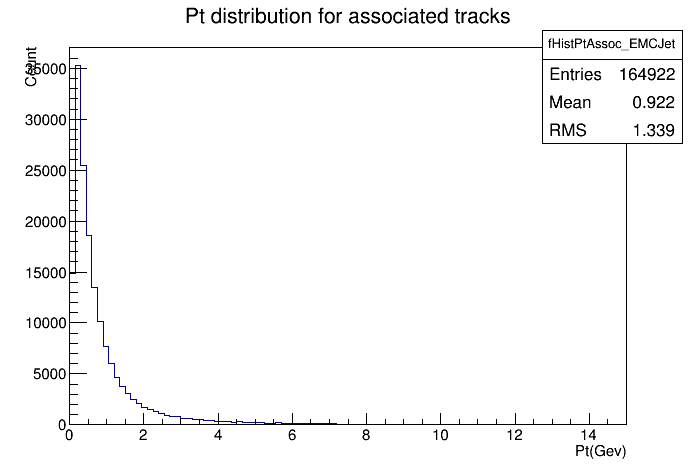 Pt distribution for associated tracks
fHistPtAssoc_EMCJet
Entries 164922
Mean 0.922
RMS 1.339
Count
35000
30000
25000
20000
15000
10000
5000
0
0 2 4 6 8 10 12 14
Pt(Gev)